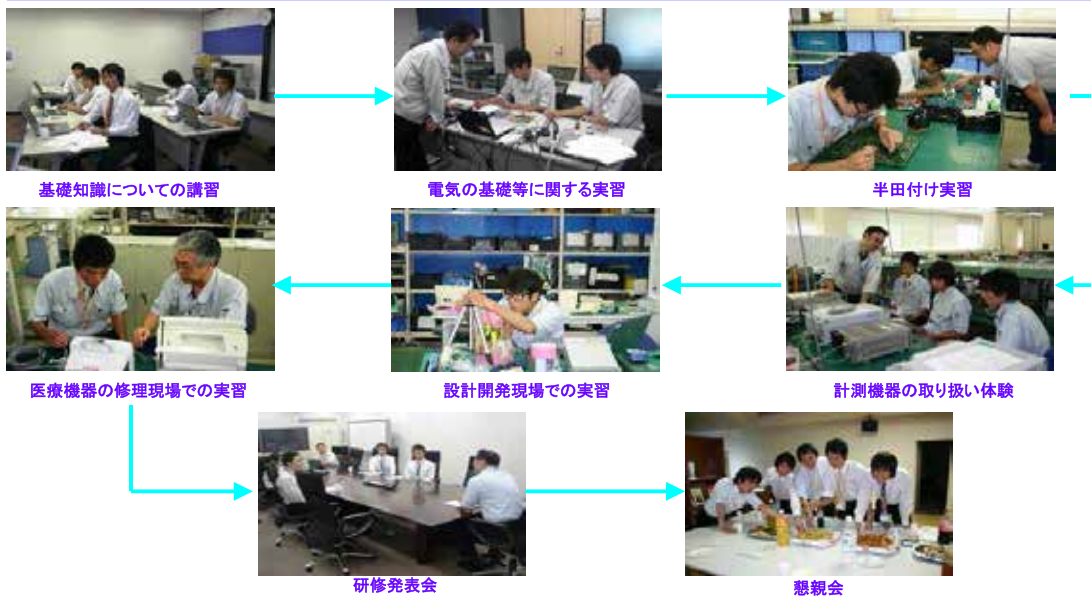 基礎知識についての講習
電気の基礎等に関する実習
半田付け実習
計測機器の取り扱い体験
設計開発現場での実習
医療機器の修理現場での実習
研修発表会
懇親会